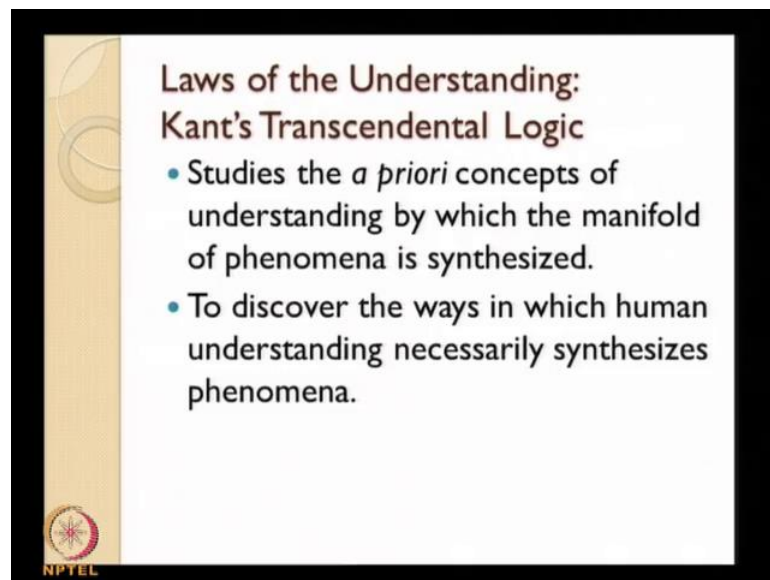 Laws of the Understanding:
Kant's Transcendental Logic
• Studies the a priori concepts of
understanding by which the manifold
of phenomena is synthesized.
• To discover the ways in which human
understanding necessarily synthesizes
phenomena.
NPTEL